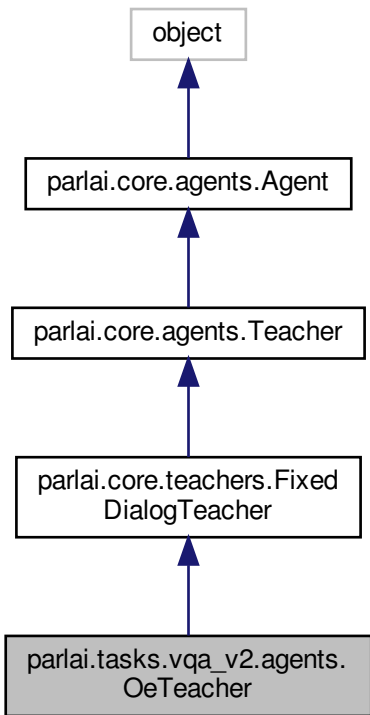 object
parlai.core.agents.Agent
parlai.core.agents.Teacher
parlai.core.teachers.Fixed
DialogTeacher
parlai.tasks.vqa_v2.agents.
OeTeacher